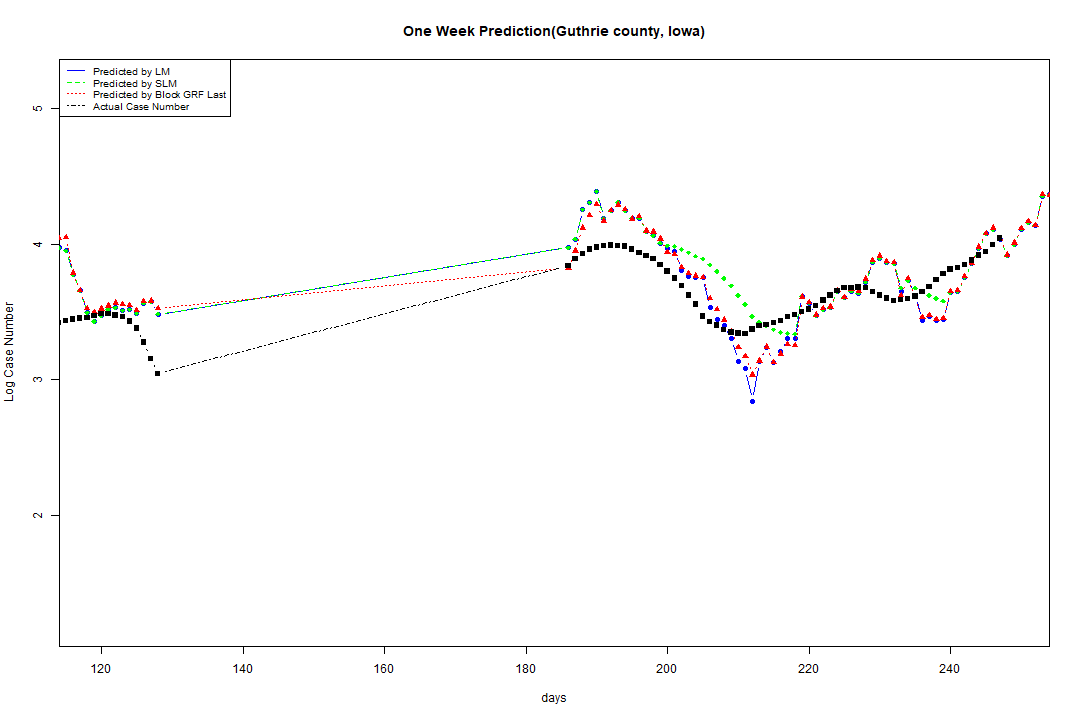 One Week Prediction(Guthrie county, Iowa)
Predicted by LM
Predicted by SLM
Predicted by Block GRF Last
Actual Case Number
5
4
3
2
Log Case Number
120 140 160 180 200 220 240
days